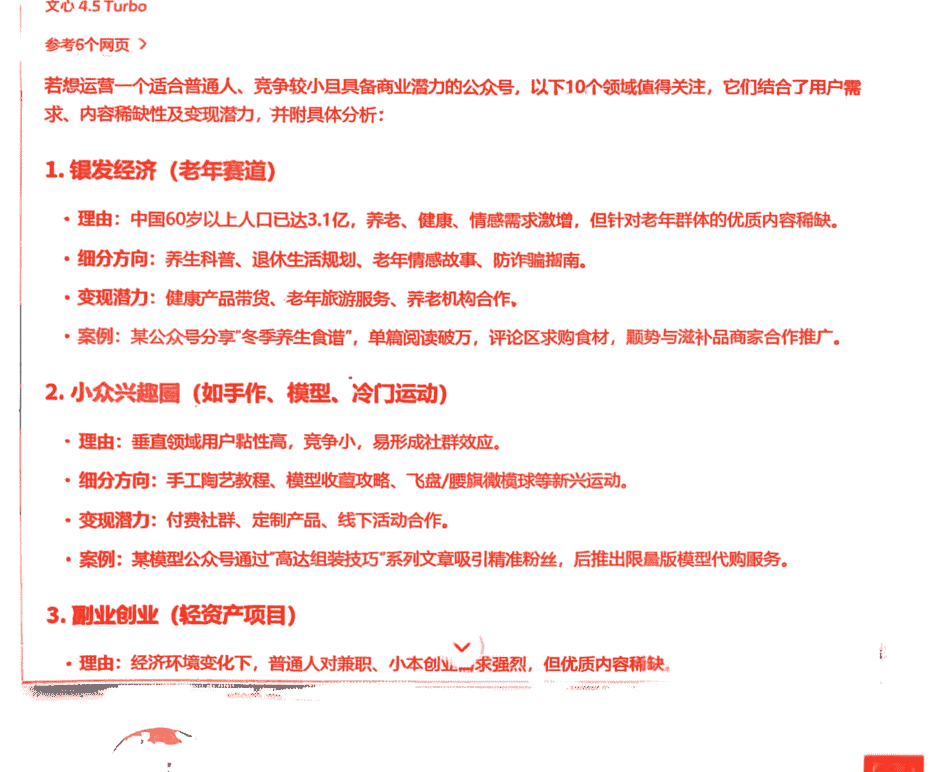 文心 4.5 Turbo
参考6个网页 >
若想运营一个适合普通人、竞争较小且具备商业潜力的公众号，以下10个领域值得关注，它们结合了用户需
求、内容稀缺性及变现潜力，并附具体分析：
1. 银发经济（老年赛道）
• 理由：中国60岁以上人口已达3.1亿，养老、健康、情感需求激增，但针对老年群体的优质内容稀缺。
• 细分方向：养生科普、退休生活规划、老年情感故事、防诈骗指南。
• 变现潜力：健康产品带货、老年旅游服务、养老机构合作。
• 案例：某公众号分享“冬季养生食谱”，单篇阅读破万，评论区求购食材，顺势与滋补品商家合作推广。
2. 小众兴趣圈（如手作、模型、冷门运动）
• 理由：垂直领域用户黏性高，竞争小，易形成社群效应。
• 细分方向：手工陶艺教程、模型收藏攻略、飞盘/腰旗橄榄球等新兴运动。
• 变现潜力：付费社群、定制产品、线下活动合作。
• 案例：某模型公众号通过“高达组装技巧”系列文章吸引精准粉丝，后推出限量版模型代购服务。
3. 副业创业（轻资产项目）
• 理由：经济环境变化下，普通人对兼职、小本创业需求强烈，但优质内容稀缺。